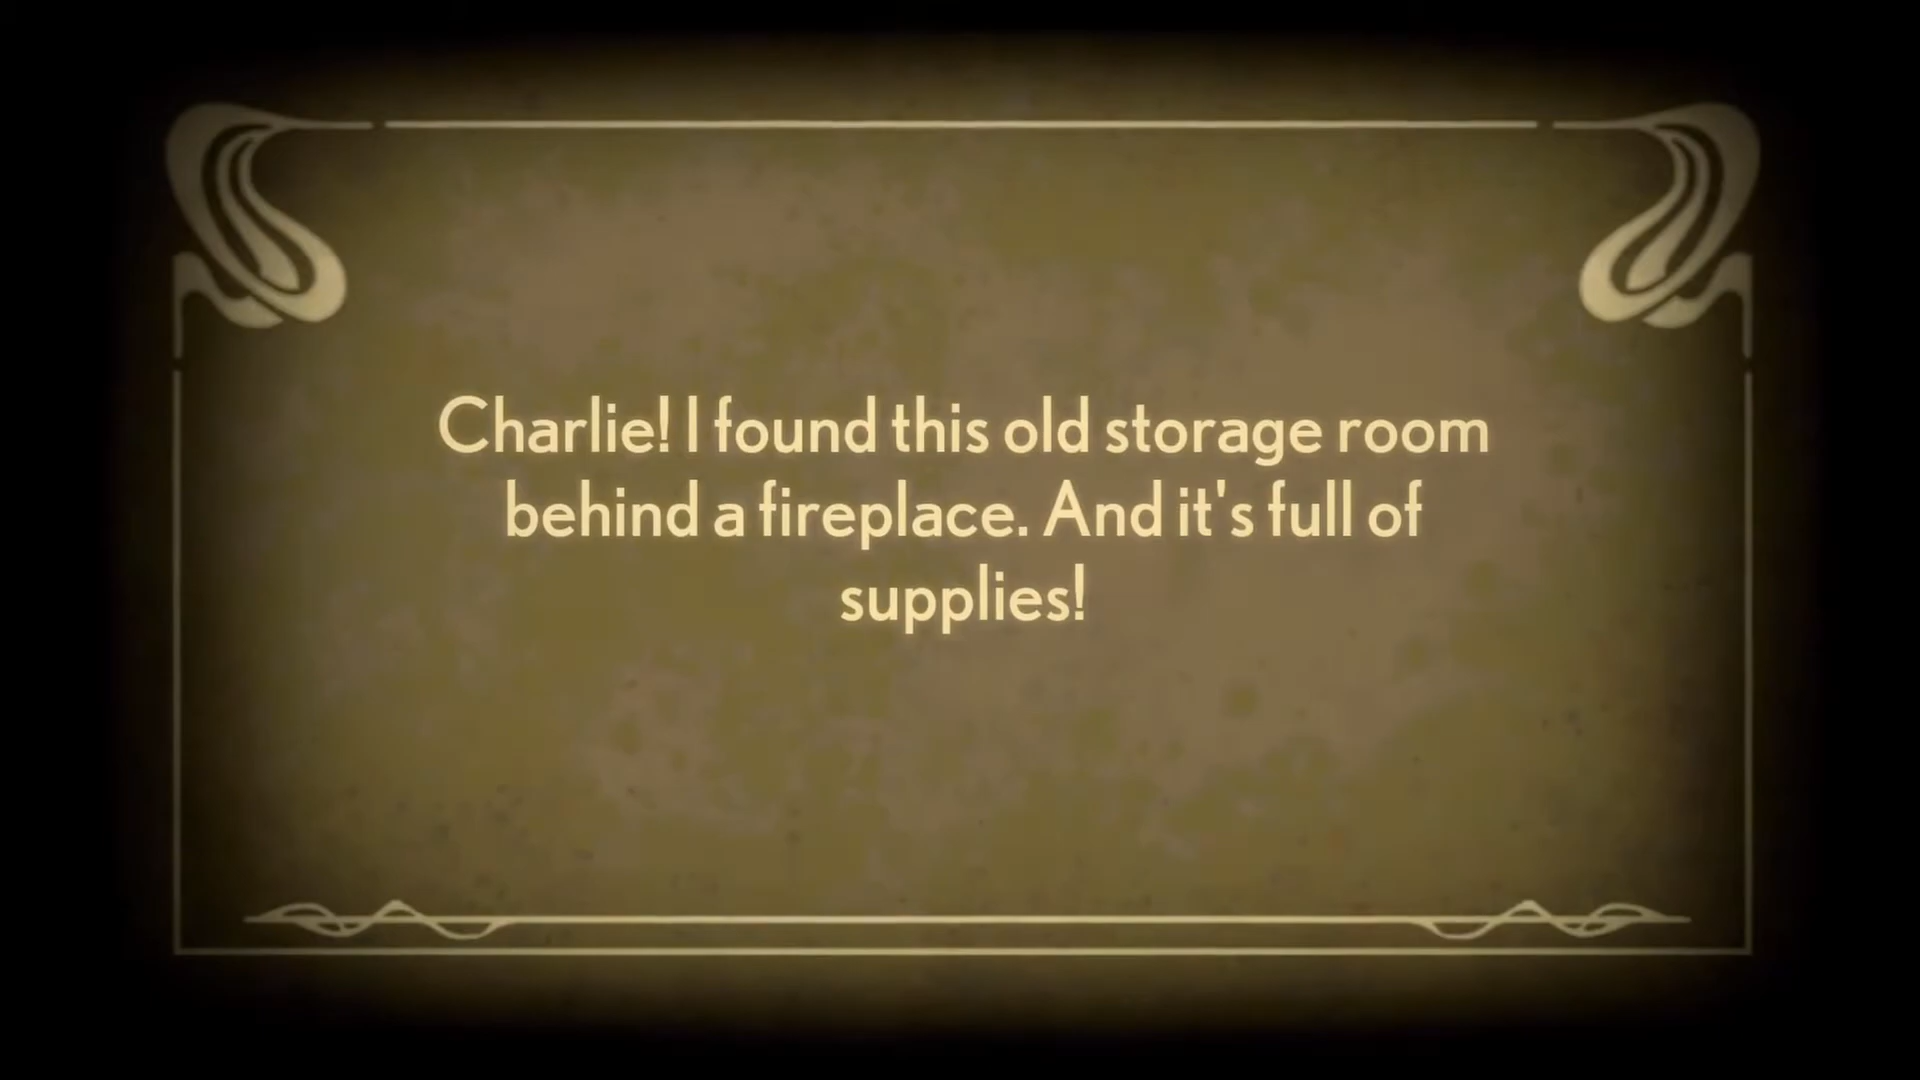 Charlie! I found this old storage room
behind a fireplace. And it's full of
supplies!